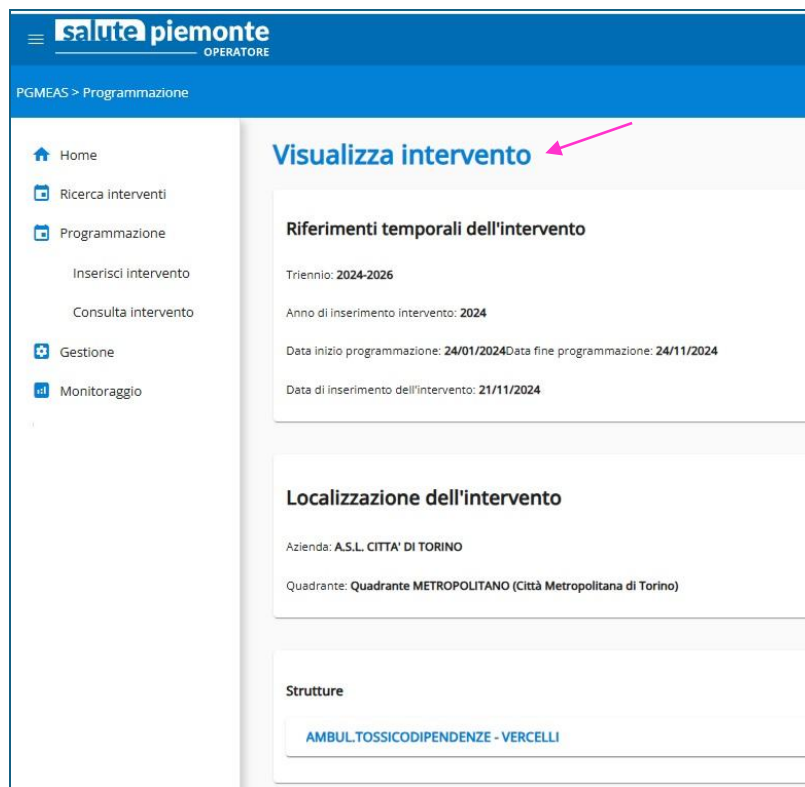 salute piemonte
OPERATORE
PGMEAS > Programmazione
Home
Ricerca interventi
Programmazione
Inserisci intervento
Consulta intervento
Gestione
Monitoraggio
Visualizza intervento
Riferimenti temporali dell'intervento
Triennio: 2024-2026
Anno di inserimento intervento: 2024
Data inizio programmazione: 24/01/2024Data fine programmazione: 24/11/2024
Data di inserimento dell'intervento: 21/11/2024
Localizzazione dell'intervento
Azienda: A.S.L. CITTA' DI TORINO
Quadrante: Quadrante METROPOLITANO (Città Metropolitana di Torino)
Strutture
AMBUL.TOSSICODIPENDENZE - VERCELLI